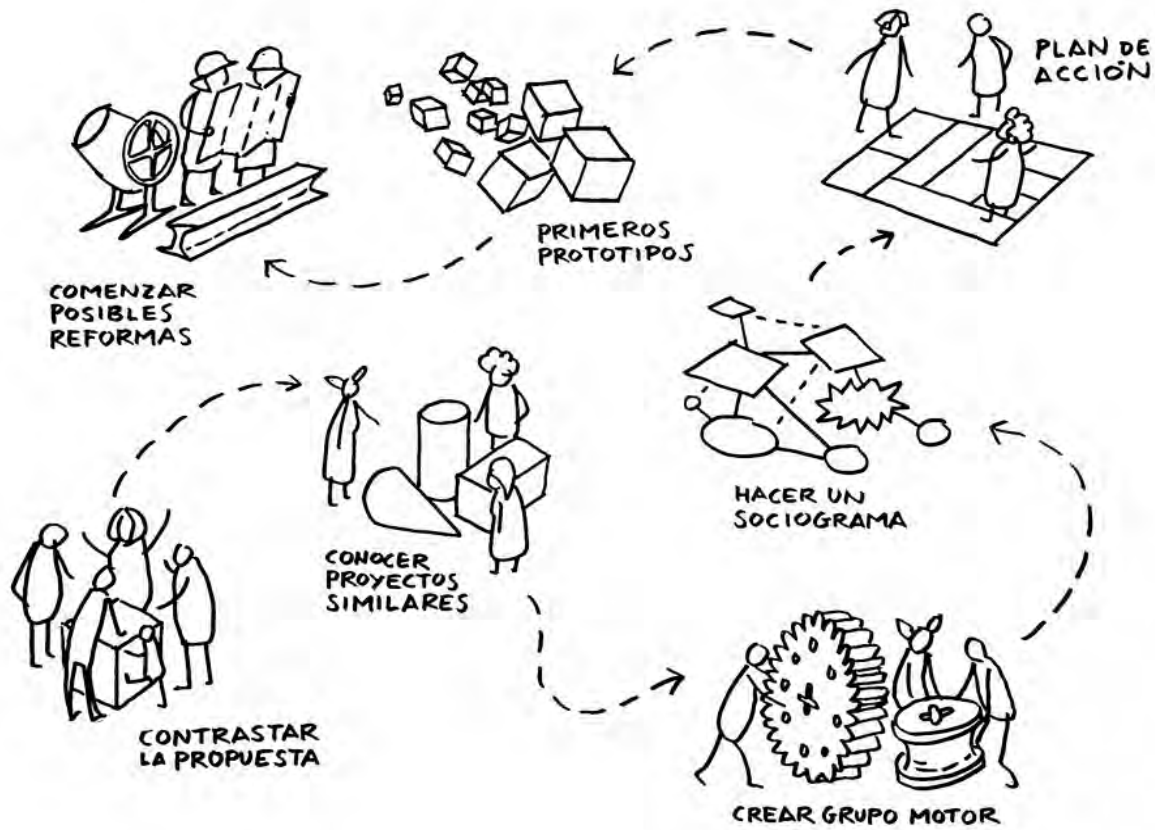 PLAN DE
ACCIÓN
PRIMEROS
PROTOTIPOS
COMENZAR
POSIBLES
REFORMAS
HACER UN
SOCIOGRAMA
CONOCER
PROYECTOS
SIMILARES
CONTRASTAR
LA PROPUESTA
CREAR GRUPO MOTOR